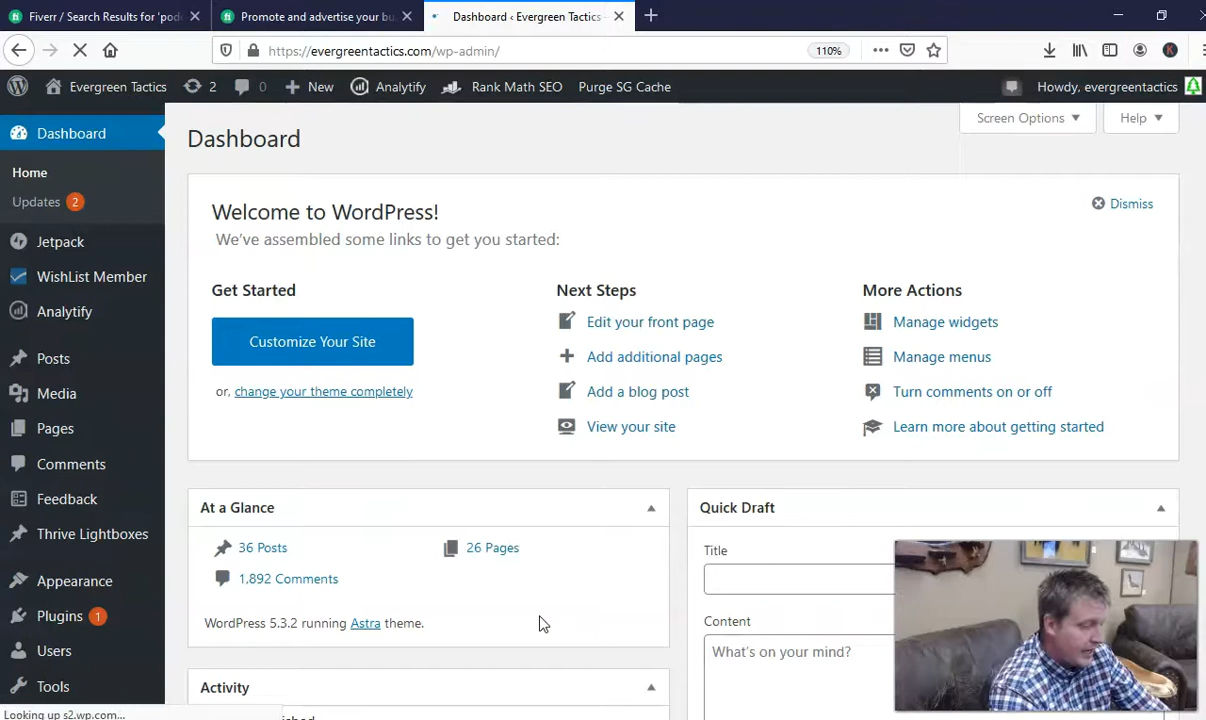 Fiverr / Search Results for 'pod
Promote and advertise your bu
Dashboard ‹ Evergreen Tactics
https://evergreentactics.com/wp-admin/
110%
K
Evergreen Tactics
2
0
New
Analytify
Rank Math SEO
Purge SG Cache
Howdy, evergreentactics
Dashboard
Home
Updates 2
Jetpack
WishList Member
Analytify
Posts
Media
Pages
Comments
Feedback
Thrive Lightboxes
Appearance
Plugins 1
Users
Tools
Looking up s2.wp.com...
Dashboard
Screen Options
Help
Welcome to WordPress!
Dismiss
We've assembled some links to get you started:
Get Started
Customize Your Site
or, change your theme completely
Next Steps
Edit your front page
Add additional pages
Add a blog post
View your site
More Actions
Manage widgets
Manage menus
Turn comments on or off
Learn more about getting started
At a Glance
36 Posts
26 Pages
1,892 Comments
WordPress 5.3.2 running Astra theme.
Activity
Quick Draft
Title
Content
What's on your mind?